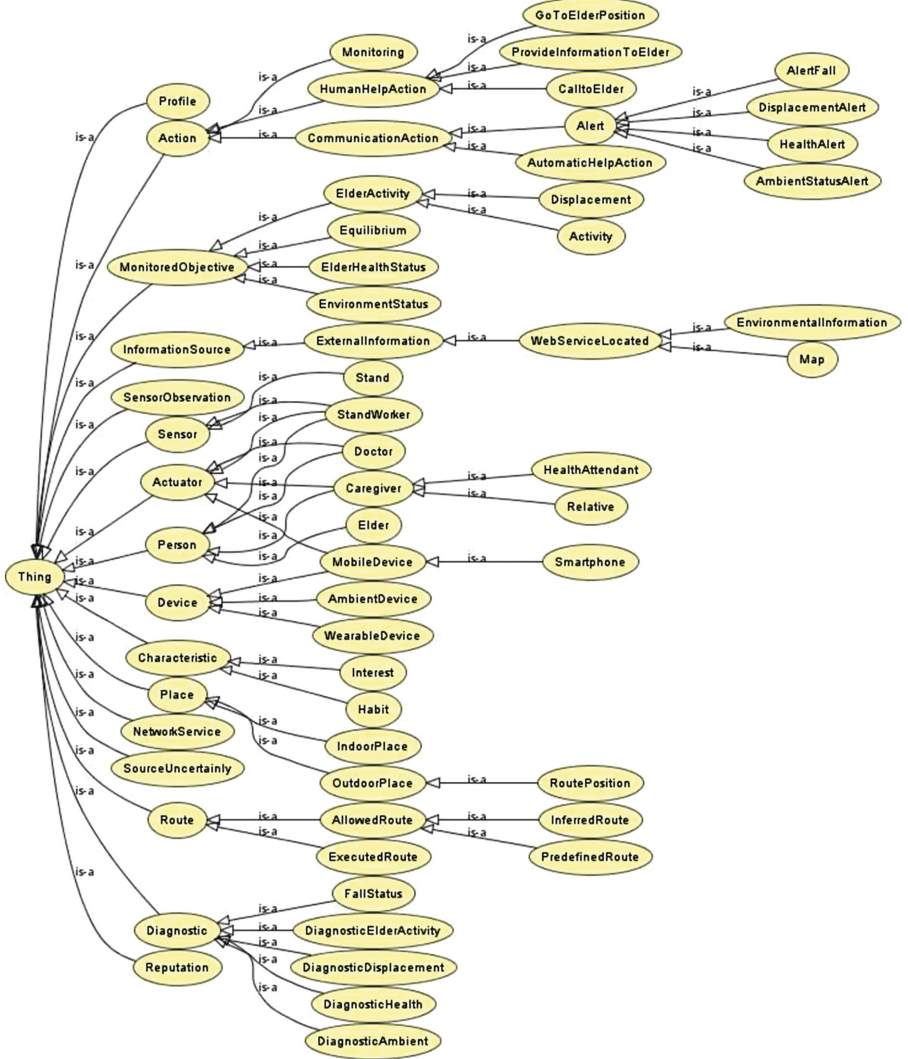 GoToElderPosition
is-a
Monitoring
ProvideInformationToElder
is-a
AlertFall
is-a
HumanHelpAction
is-a
CalltoElder
is-a
Profile
is-a
DisplacementAlert
is-a
Action
is-a
CommunicationAction
is-a
Alert
is-a
HealthAlert
is-a
is-a
AutomaticHelpAction
is-a
AmbientStatusAlert
ElderActivity
is-a
Displacement
is-a
Equilibrium
is-a
Activity
is-a
MonitoredObjective
is-a
ElderHealthStatus
is-a
is-a
EnvironmentStatus
EnvironmentalInformation
is-a
InformationSource
is-a
ExternalInformation
is-a
WebServiceLocated
is-a
Map
is-a
Stand
SensorObservation
is-a
is-a
StandWorker
is-a
Sensor
is-a
is-a
Doctor
is-a
HealthAttendant
is-a
Actuator
is-a
Caregiver
is-a
Relative
is-a
Elder
is-a
Person
is-a
MobileDevice
is-a
Smartphone
Thing
is-a
is-a
AmbientDevice
Device
is-a
is-a
WearableDevice
is-a
Characteristic
is-a
Interest
is-a
Place
is-a
Habit
is-a
NetworkService
is-a
IndoorPlace
is-a
SourceUncertainly
is-a
OutdoorPlace
is-a
RoutePosition
is-a
Route
is-a
AllowedRoute
is-a
InferredRoute
is-a
ExecutedRoute
is-a
PredefinedRoute
is-a
FallStatus
is-a
Diagnostic
is-a
DiagnosticElderActivity
Reputation
is-a
DiagnosticDisplacement
is-a
DiagnosticHealth
is-a
DiagnosticAmbient